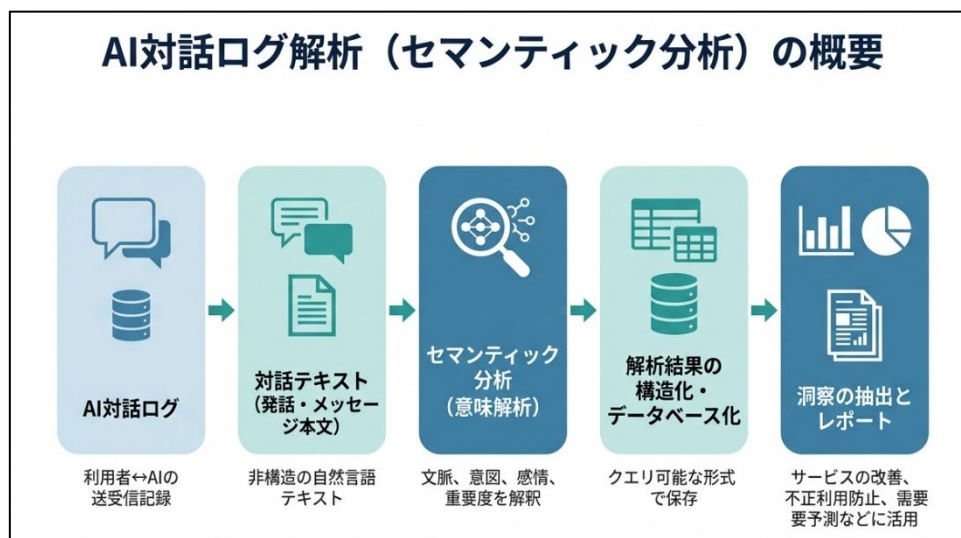 AI対話ログ解析（セマンティック分析）の概要
AI対話ログ
対話テキスト
（発話・メッセー
ジ本文）
セマンティック
分析
（意味解析）
解析結果の
構造化・
データベース化
洞察の抽出と
レポート
利用者↔AIの
送受信記録
非構造の自然言語
テキスト
文脈、意図、感情、
重要度を解釈
クエリ可能な形式
で保存
サービスの改善、
不正利用防止、需要
要予測などに活用